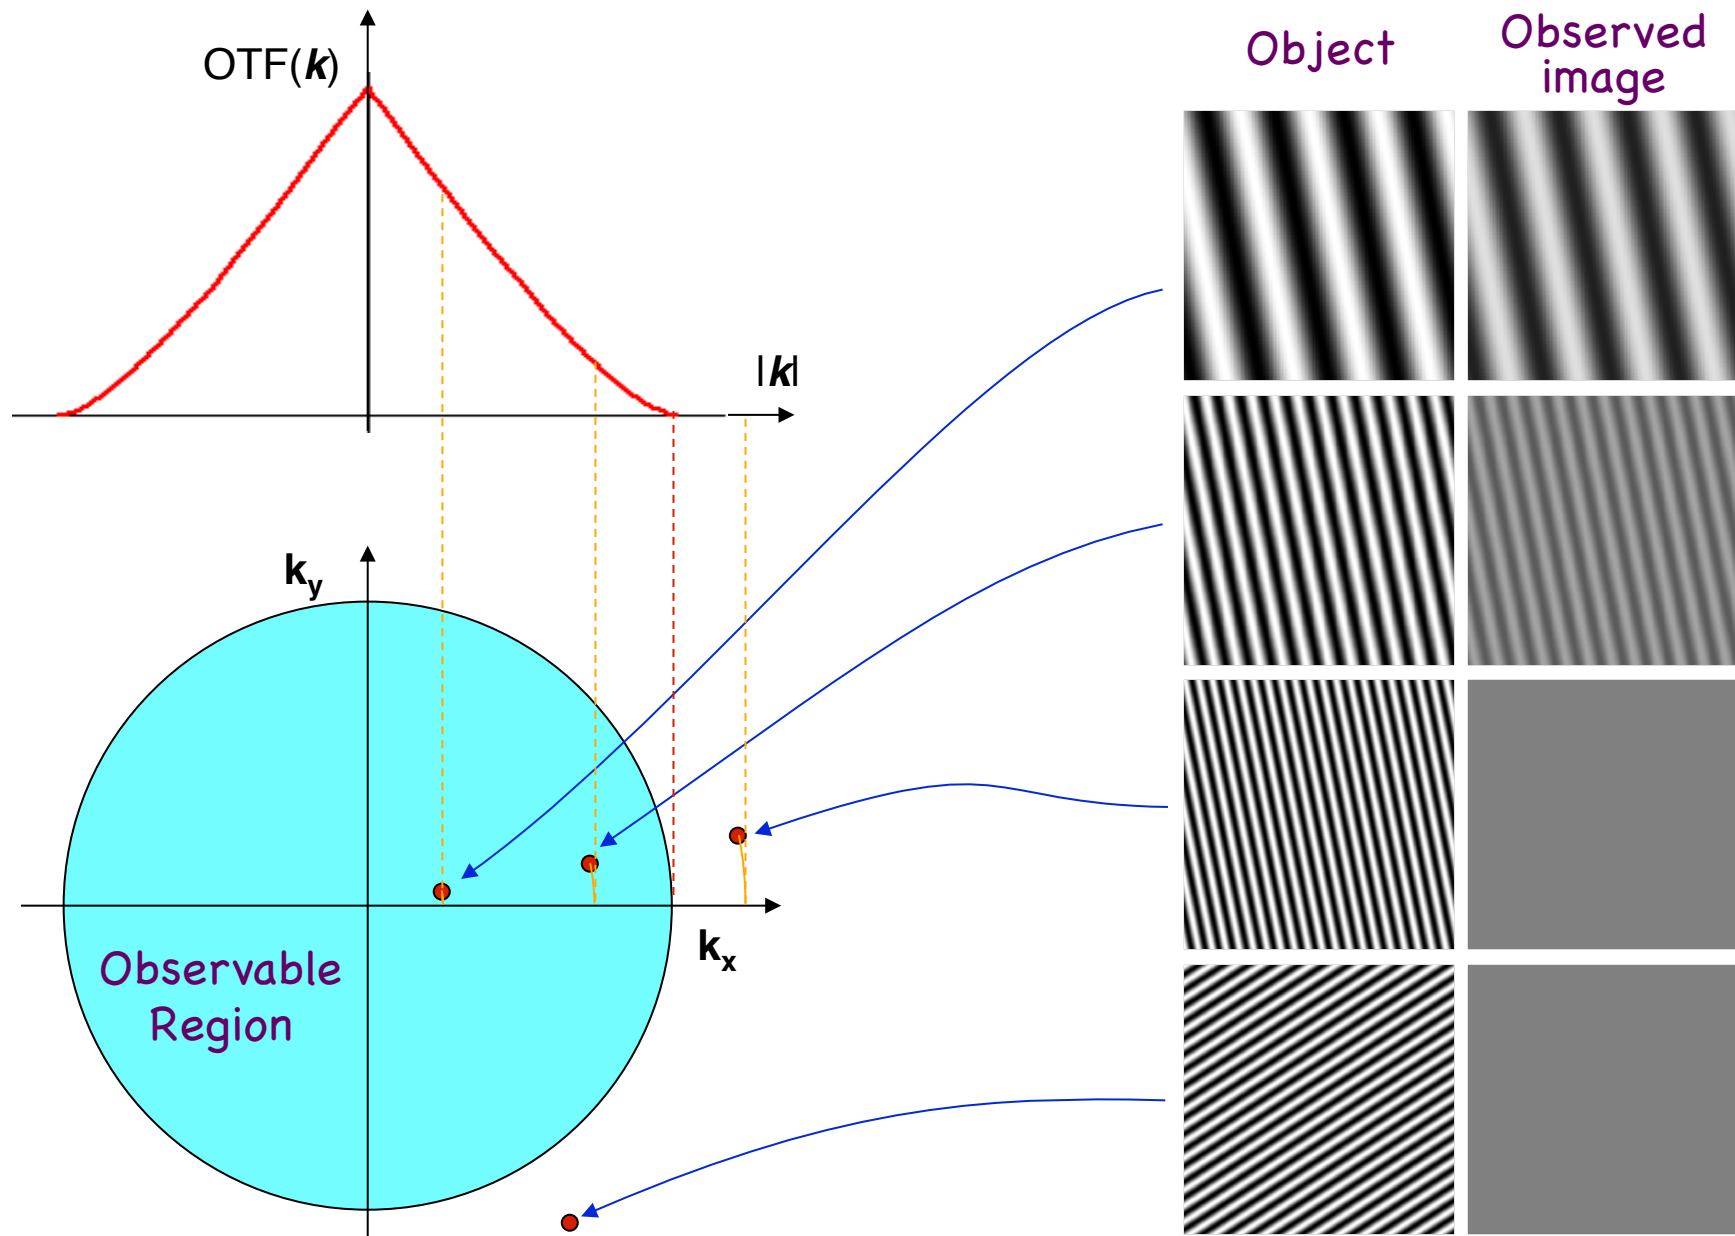 OTF(k)
|k|
ky
kx
Observable
Region
Object
Observed
image